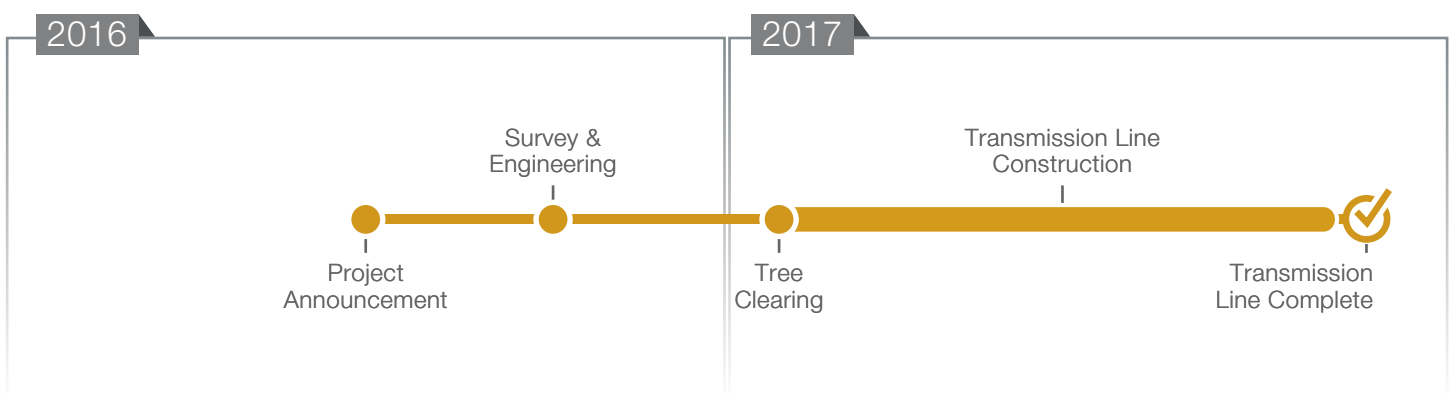 2016
2017
Survey &
Engineering
Transmission Line
Construction
Project
Announcement
Tree
Clearing
Transmission
Line Complete